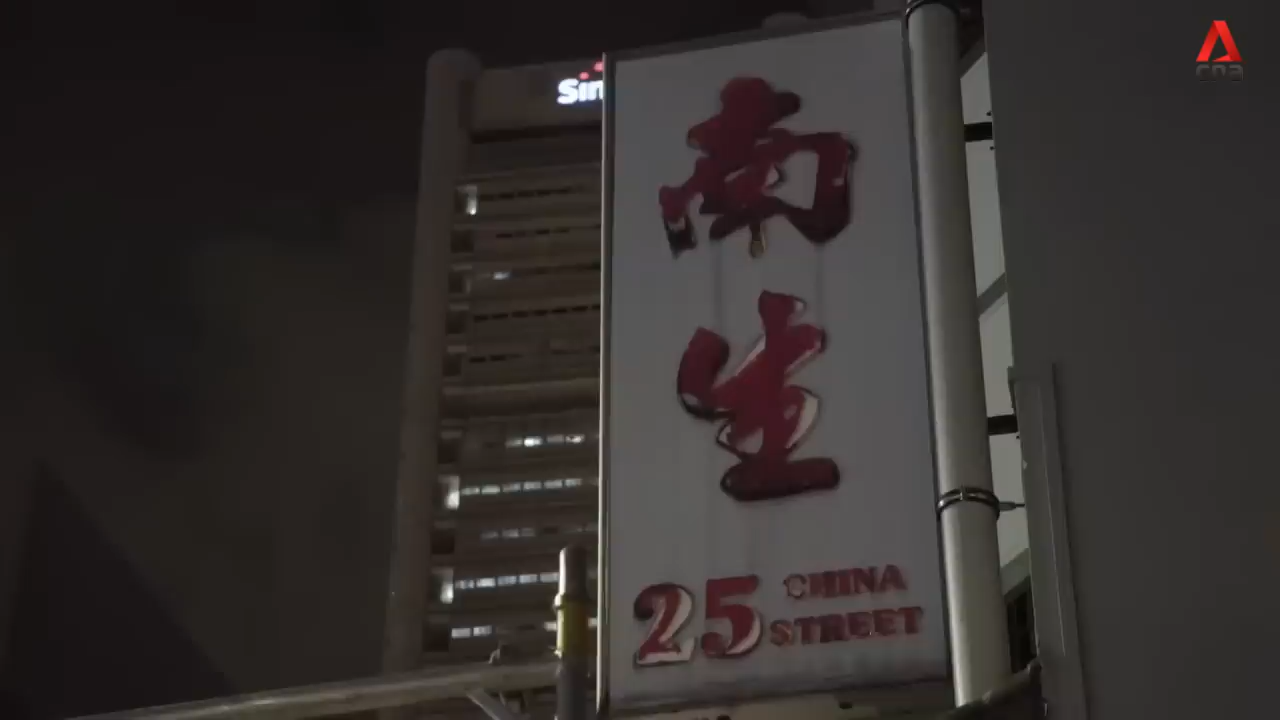 Sin
南
生
25 CHINA
STREET
cna